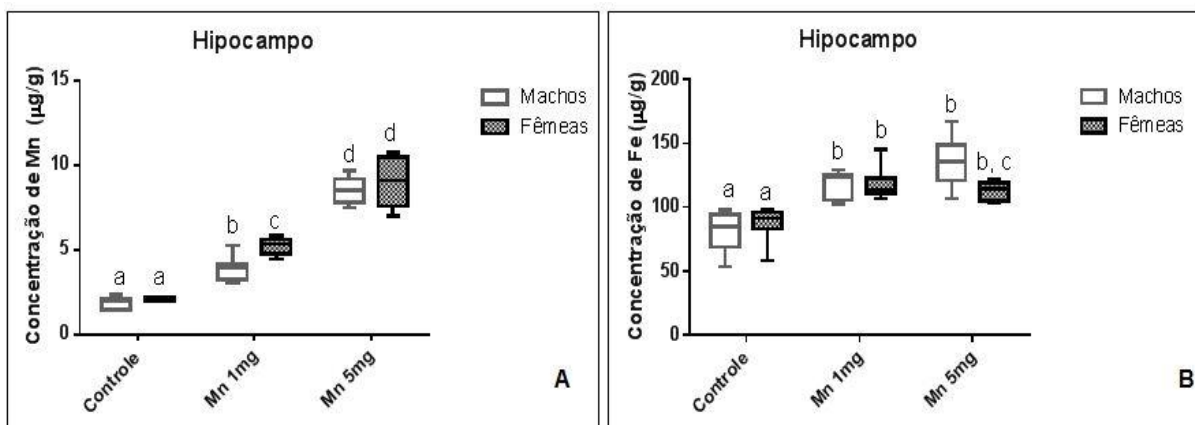 Hipocampo
Concentração de Mn (µg/g)
15
10
5
0
a
a
b
c
d
d
Controle
Mn 1mg
Mn 5mg
Machos
Fêmeas
A
Hipocampo
Concentração de Fe (µg/g)
200
150
100
50
0
a
a
b
b
b
b, c
Controle
Mn 1mg
Mn 5mg
Machos
Fêmeas
B